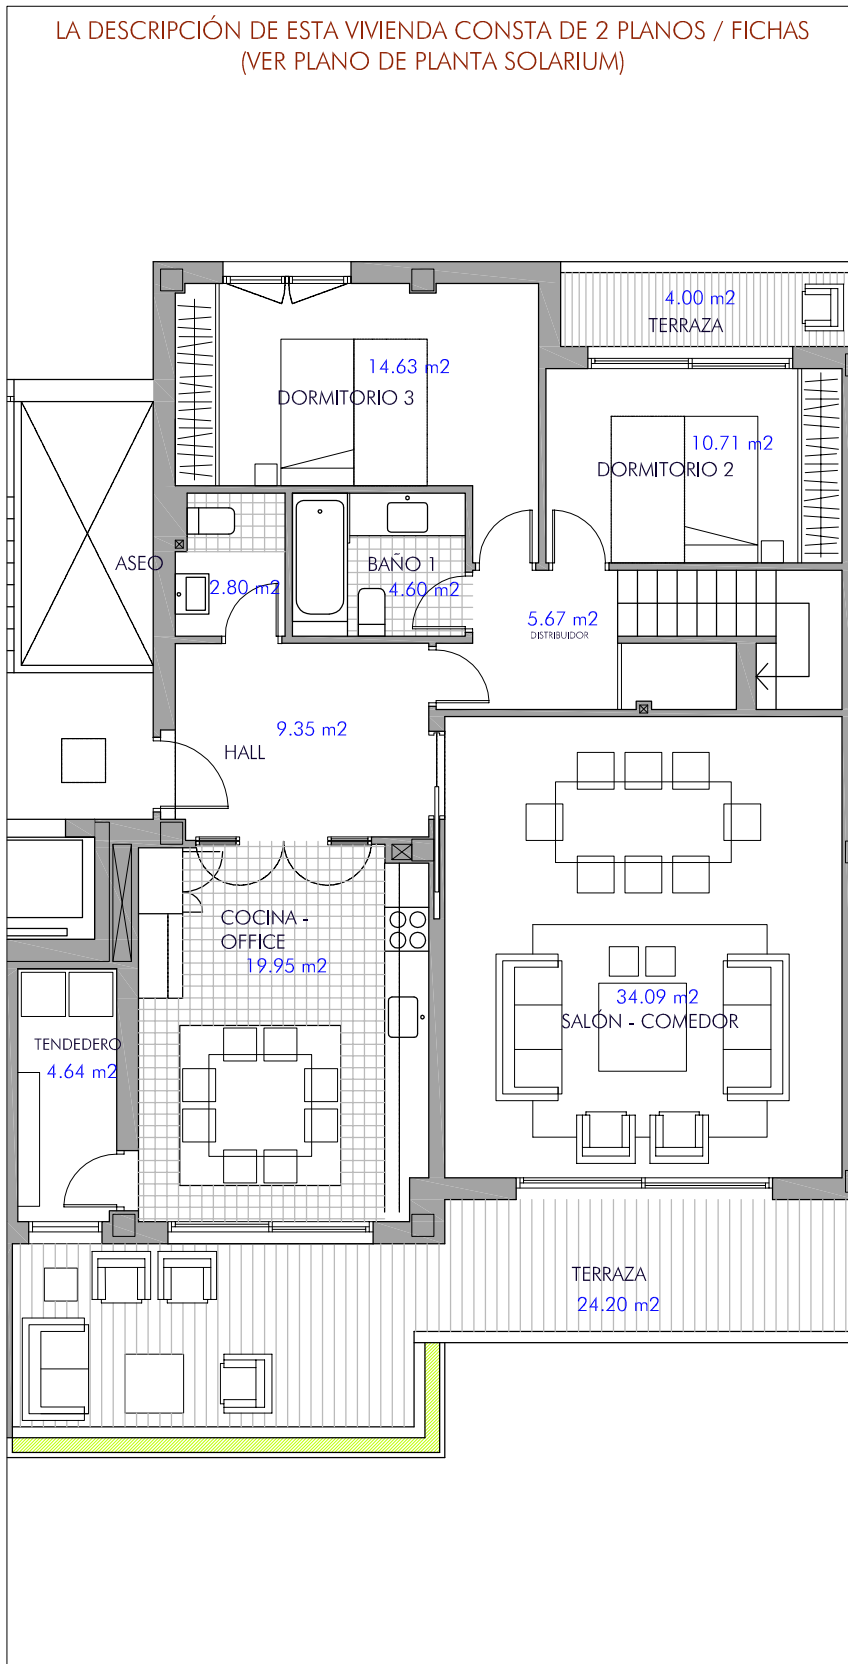 LA DESCRIPCIÓN DE ESTA VIVIENDA CONSTA DE 2 PLANOS / FICHAS
(VER PLANO DE PLANTA SOLARIUM)
4.00 m2
TERRAZA
14.63 m2
DORMITORIO 3
10.71 m2
DORMITORIO 2
ASEO
2.80 m2
BAÑO 1
4.60 m2
5.67 m2
DISTRIBUIDOR
9.35 m2
HALL
COCINA -
OFFICE
19.95 m2
34.09 m2
SALÓN - COMEDOR
TENDEDERO
4.64 m2
TERRAZA
24.20 m2